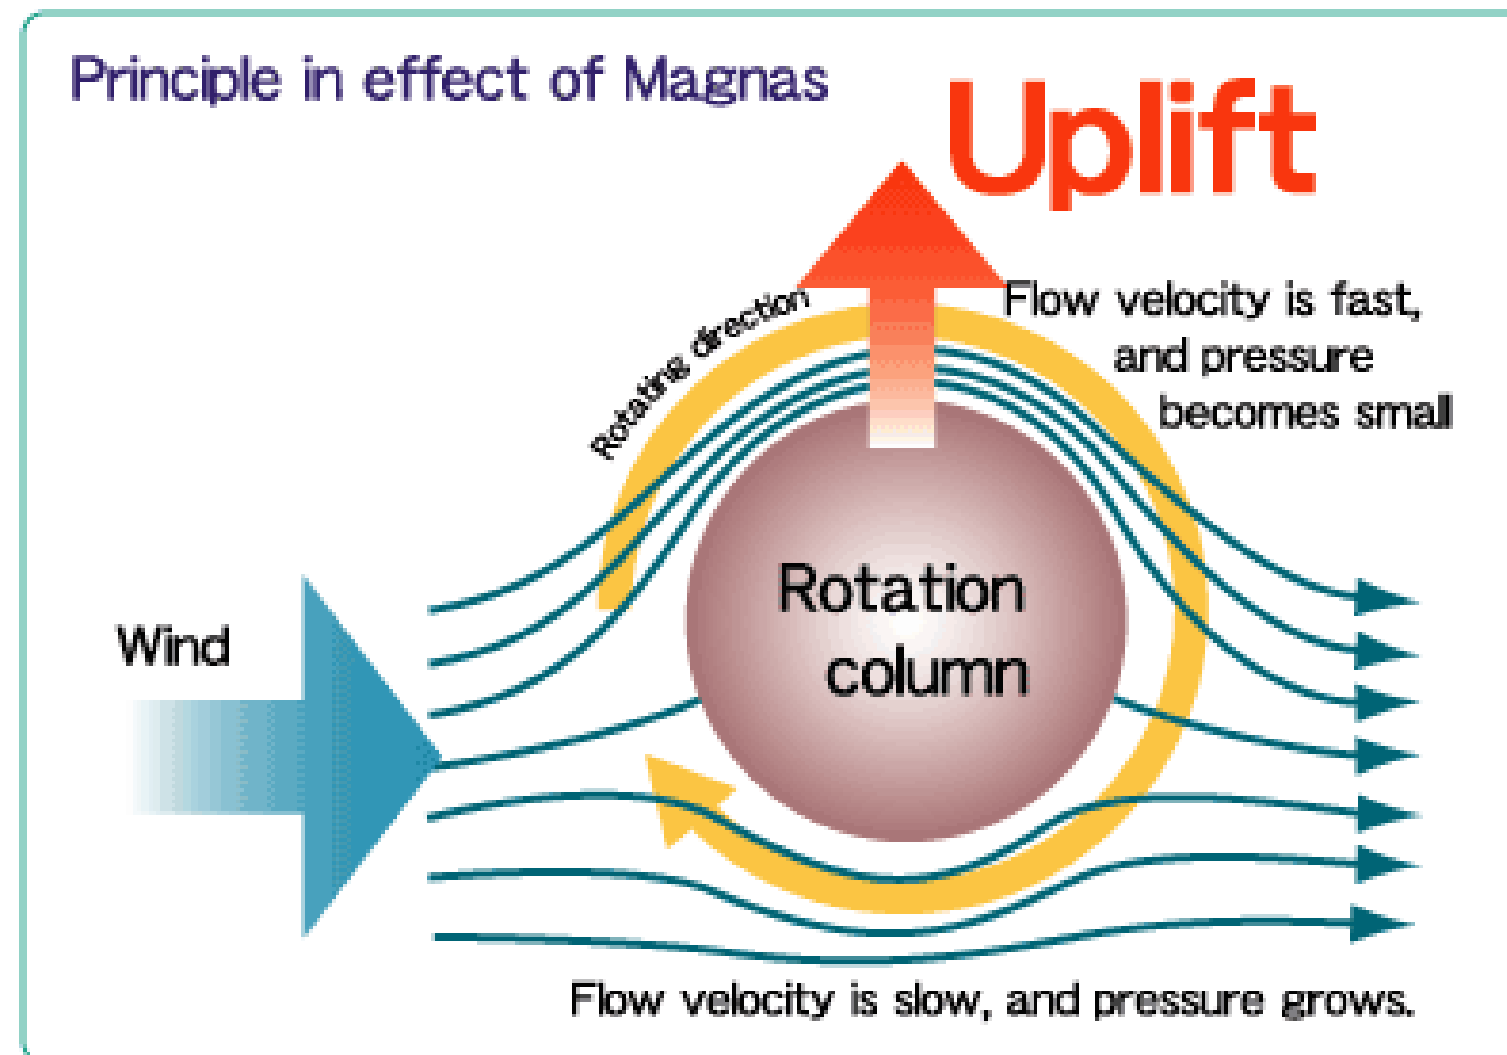 Principle in effect of Magnas
Uplift
Rotating direction
Flow velocity is fast,
and pressure
becomes small
Wind
Rotation
column
Flow velocity is slow, and pressure grows.